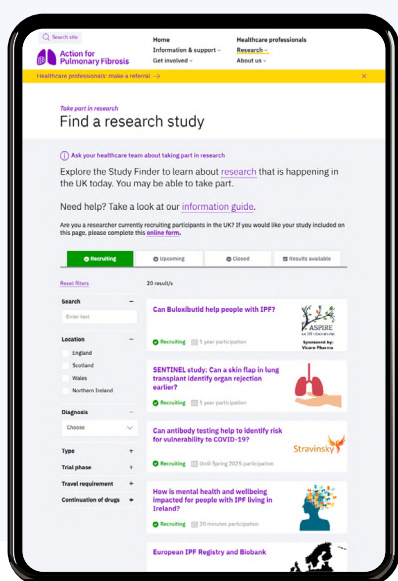 Search site
Action for
Pulmonary Fibrosis
Home
Information & support
Get involved
Healthcare professionals
Research
About us
Healthcare professionals: make a referral →
×
Take part in research
Find a research study
Ask your healthcare team about taking part in research
Explore the Study Finder to learn about research that is happening in
the UK today. You may be able to take part.
Need help? Take a look at our information guide.
Are you a researcher currently recruiting participants in the UK? If you would like your study included on
this page, please complete this online form.
Recruiting
Upcoming
Closed
Results available
Reset filters
20 result/s
Search −
Enter text
Location −
England
Scotland
Wales
Northern Ireland
Diagnosis −
Choose
Type +
Trial phase +
Travel requirement +
Continuation of drugs +
Can Buloxibutid help people with IPF?
Recruiting 1 year participation
ASPIRE
Sponsored by:
Vicore Pharma
SENTINEL study: Can a skin flap in lung
transplant identify organ rejection
earlier?
Recruiting 1 year participation
Can antibody testing help to identify risk
for vulnerability to COVID-19?
Recruiting Until Spring 2025 participation
Stravinsky
How is mental health and wellbeing
impacted for people with IPF living in
Ireland?
Recruiting 20 minutes participation
European IPF Registry and Biobank